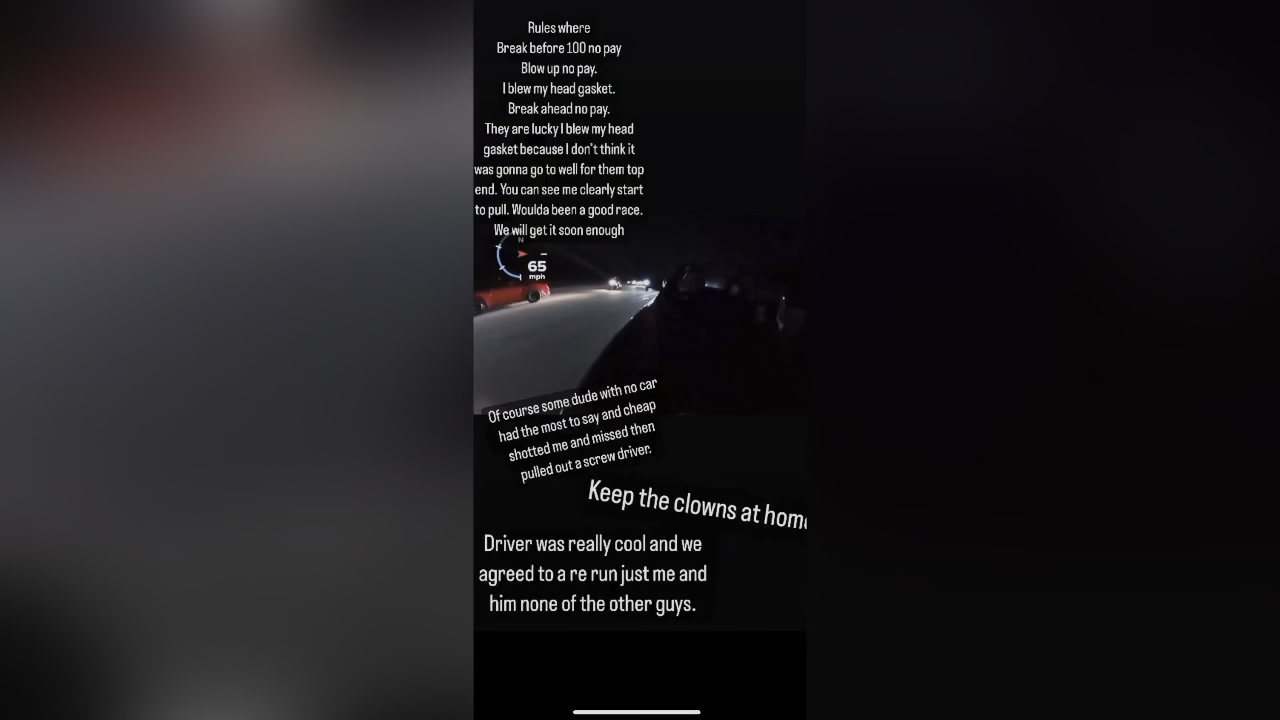 Rules where
Break before 100 no pay
Blow up no pay.
I blew my head gasket.
Break ahead no pay.
They are lucky I blew my head
gasket because I don't think it
was gonna go to well for them top
end. You can see me clearly start
to pull. Woulda been a good race.
We will get it soon enough
N
65
mph
Of course some dude with no car
had the most to say and cheap
shotted me and missed then
pulled out a screw driver.
Keep the clowns at home
Driver was really cool and we
agreed to a re run just me and
him none of the other guys.